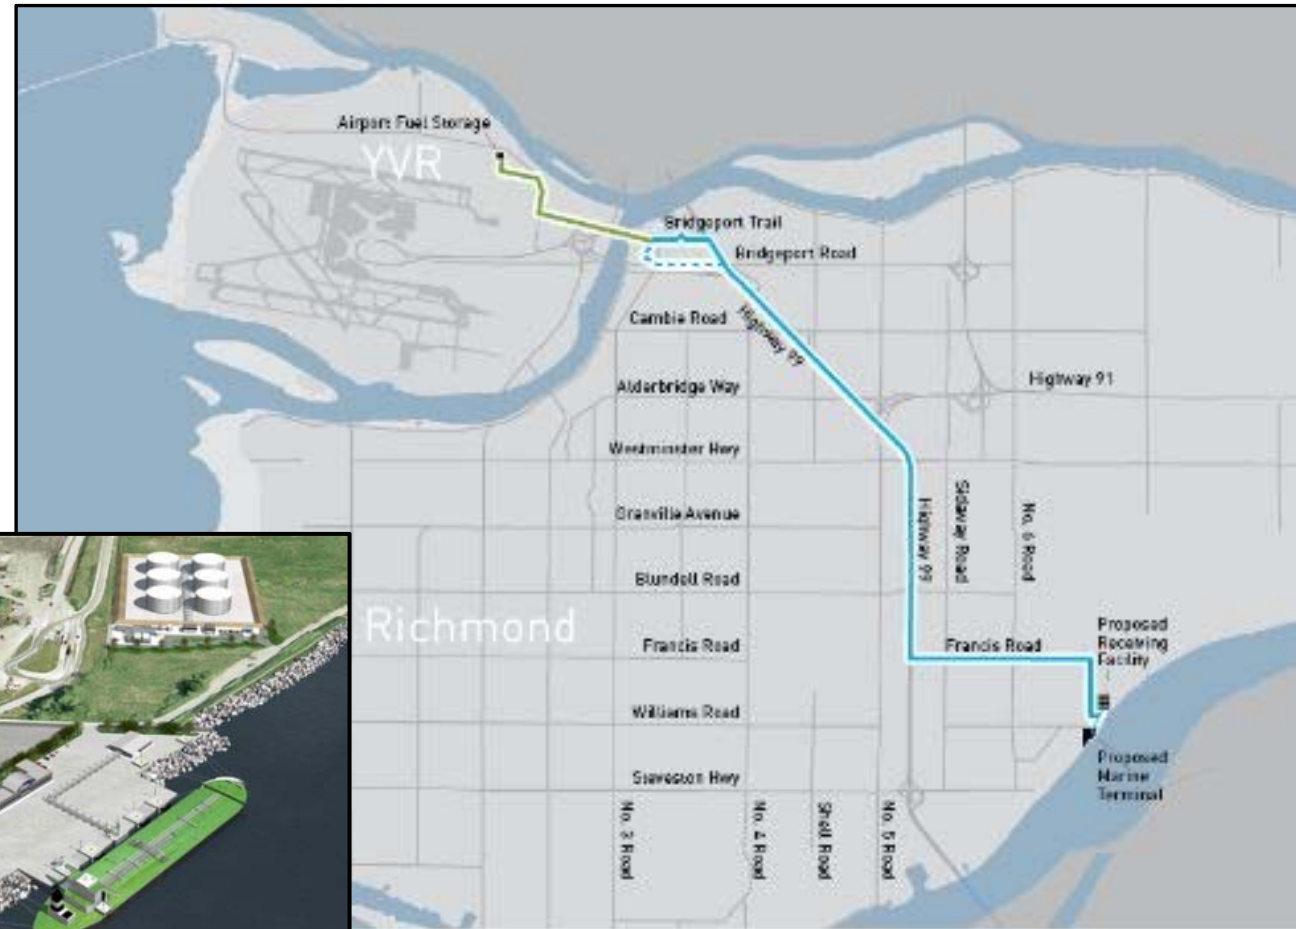 Airport Fuel Storage
YVR
Bridgeport Trail
Bridgeport Road
Cambie Road
Highway 99
Alderbridge Way
Highway 91
Westminster Hwy
Granville Avenue
Highway 99
Sidaway Road
No. 6 Road
Blundell Road
Richmond
Francis Road
Francis Road
Proposed
Receiving
Facility
Williams Road
Proposed
Marine
Terminal
Steveston Hwy
No. 3 Road
No. 4 Road
Shell Road
No. 5 Road